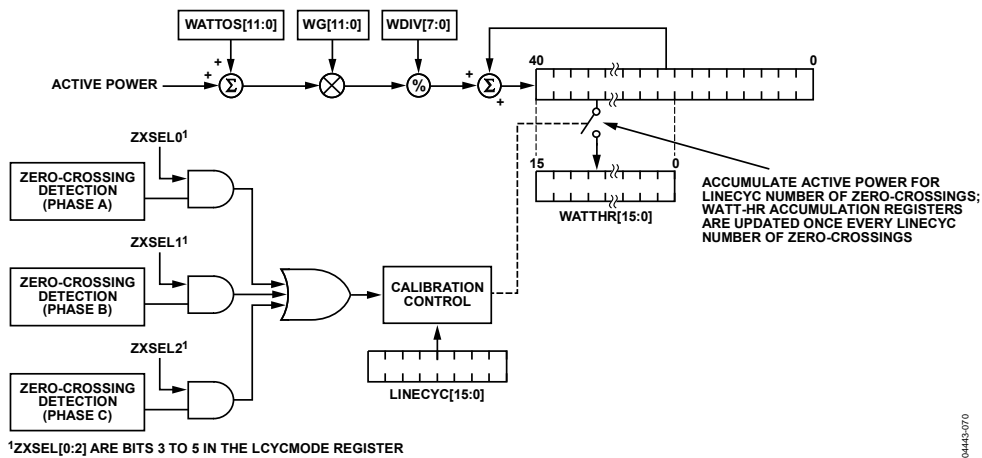 WATTOS[11:0]
WG[11:0]
WDIV[7:0]
+
+
ACTIVE POWER
Σ
%
+
Σ
+
40
0
ZXSEL0¹
ZERO-CROSSING
DETECTION
(PHASE A)
15
0
WATTHR[15:0]
ACCUMULATE ACTIVE POWER FOR
LINECYC NUMBER OF ZERO-CROSSINGS;
WATT-HR ACCUMULATION REGISTERS
ARE UPDATED ONCE EVERY LINECYC
NUMBER OF ZERO-CROSSINGS
ZXSEL1¹
ZERO-CROSSING
DETECTION
(PHASE B)
CALIBRATION
CONTROL
ZXSEL2¹
ZERO-CROSSING
DETECTION
(PHASE C)
LINECYC[15:0]
¹ZXSEL[0:2] ARE BITS 3 TO 5 IN THE LCYCMODE REGISTER
04443-070